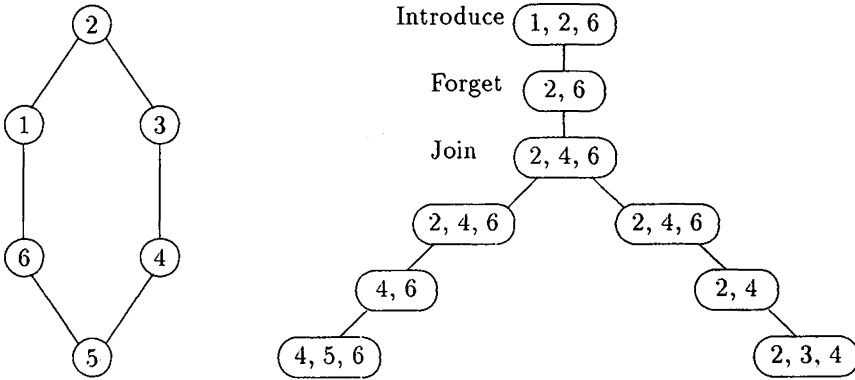 2
1
3
6
4
5
Introduce
1, 2, 6
Forget
2, 6
Join
2, 4, 6
2, 4, 6
2, 4, 6
4, 6
2, 4
4, 5, 6
2, 3, 4